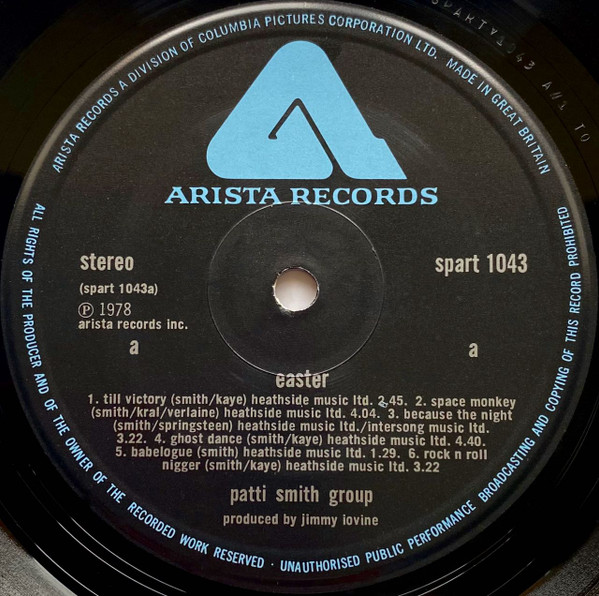 ARISTA RECORDS A DIVISION OF COLUMBIA PICTURES CORPORATION LTD. MADE IN GREAT BRITAIN
ARISTA RECORDS
stereo
spart 1043
(spart 1043a)
Ⓟ 1978
arista records inc.
a
a
easter
1. till victory (smith/kaye) heathside music ltd. 2.45. 2. space monkey
(smith/kral/verlaine) heathside music ltd. 4.04. 3. because the night
(smith/springsteen) heathside music ltd./intersong music ltd.
3.22. 4. ghost dance (smith/kaye) heathside music ltd. 4.40.
5. babelogue (smith) heathside music ltd. 1.29. 6. rock n roll
nigger (smith/kaye) heathside music ltd. 3.22
patti smith group
produced by jimmy iovine
ALL RIGHTS OF THE PRODUCER AND OF THE OWNER OF THE RECORDED WORK RESERVED · UNAUTHORISED PUBLIC PERFORMANCE BROADCASTING AND COPYING OF THIS RECORD PROHIBITED